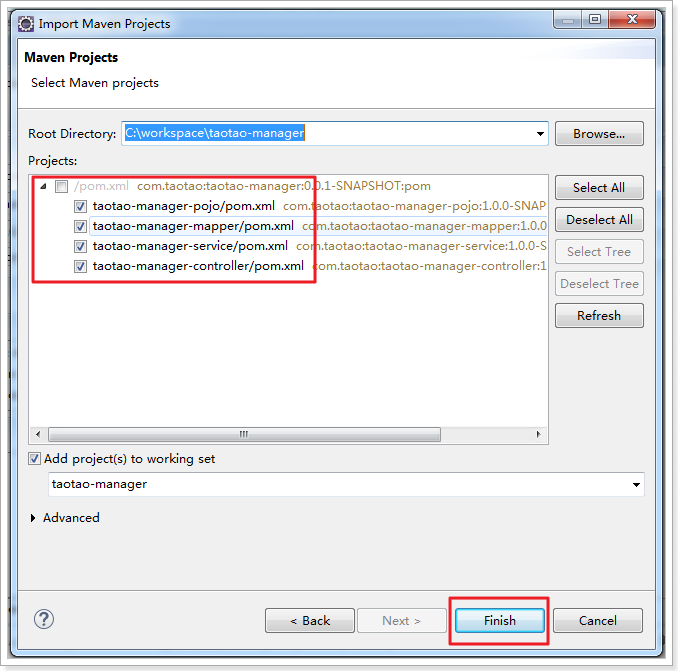 Import Maven Projects
Maven Projects
Select Maven projects
Root Directory: C:\workspace\taotao-manager Browse...
Projects:
/pom.xml com.taotao:taotao-manager:0.0.1-SNAPSHOT:pom Select All
taotao-manager-pojo/pom.xml com.taotao:taotao-manager-pojo:1.0.0-SNAP
taotao-manager-mapper/pom.xml com.taotao:taotao-manager-mapper:1.0.0 Deselect All
taotao-manager-service/pom.xml com.taotao:taotao-manager-service:1.0.0-S Select Tree
taotao-manager-controller/pom.xml com.taotao:taotao-manager-controller:1
Deselect Tree
Refresh
Add project(s) to working set
taotao-manager
Advanced
? < Back Next > Finish Cancel